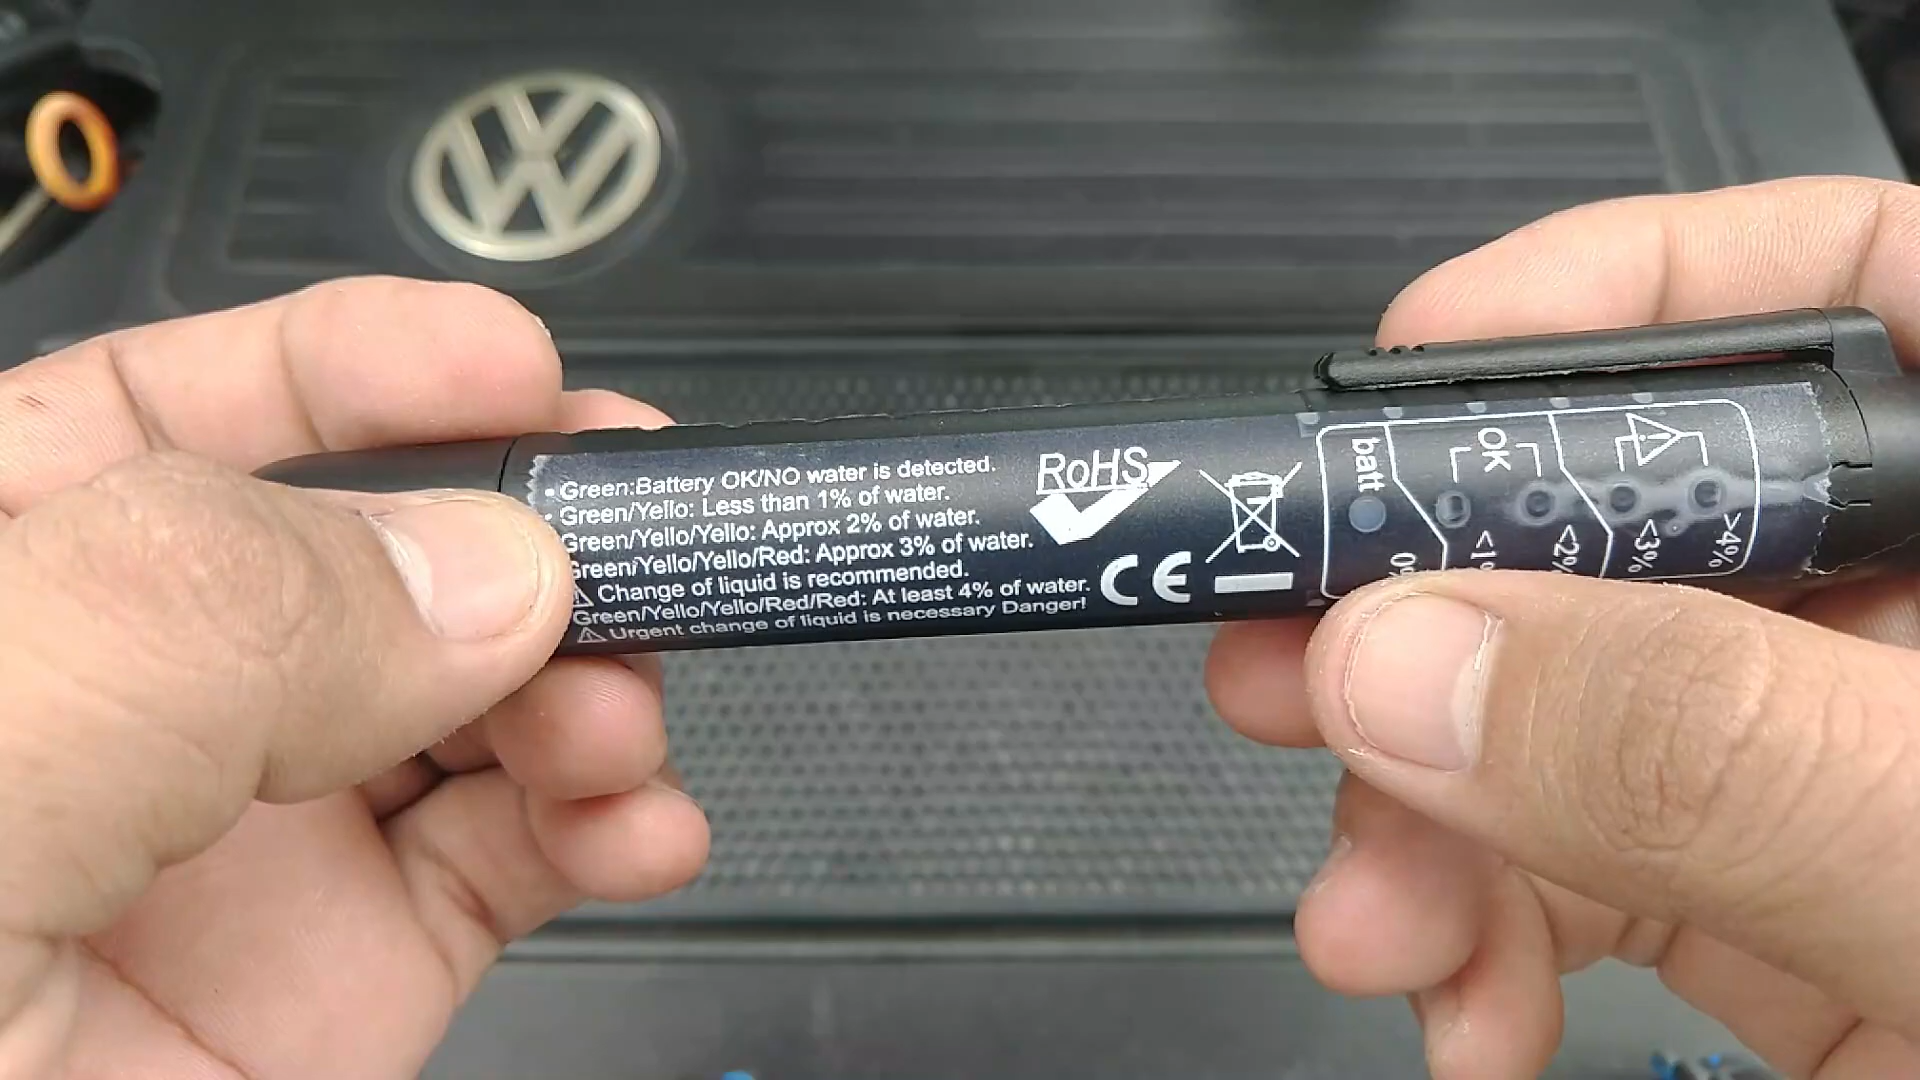 • Green:Battery OK/NO water is detected.
• Green/Yello: Less than 1% of water.
Green/Yello/Yello: Approx 2% of water.
Green/Yello/Yello/Red: Approx 3% of water.
Change of liquid is recommended.
Green/Yello/Yello/Red/Red: At least 4% of water.
Urgent change of liquid is necessary Danger!
RoHS
CE
batt
OK
<2%
<3%
>4%
VW